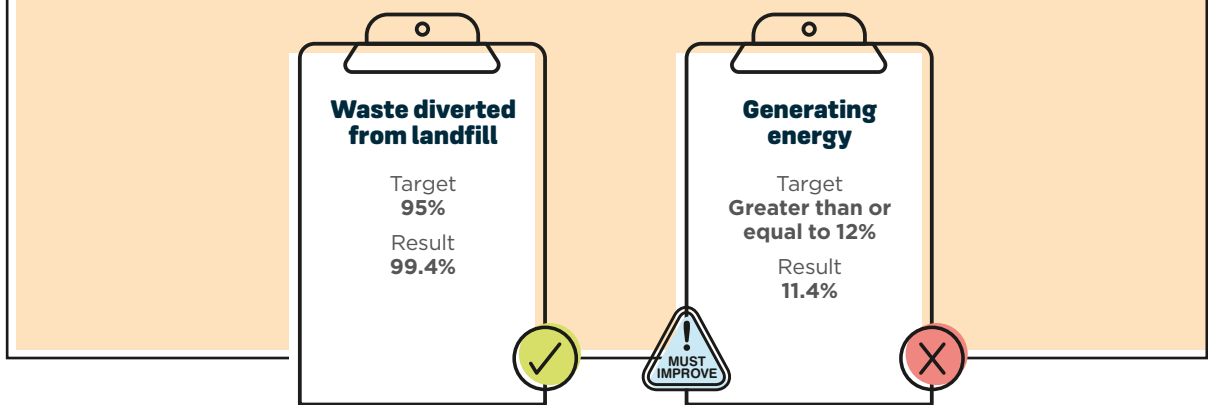 Waste diverted
from landfill
Target
95%
Result
99.4%
Generating
energy
Target
Greater than or
equal to 12%
Result
11.4%
!
MUST
IMPROVE